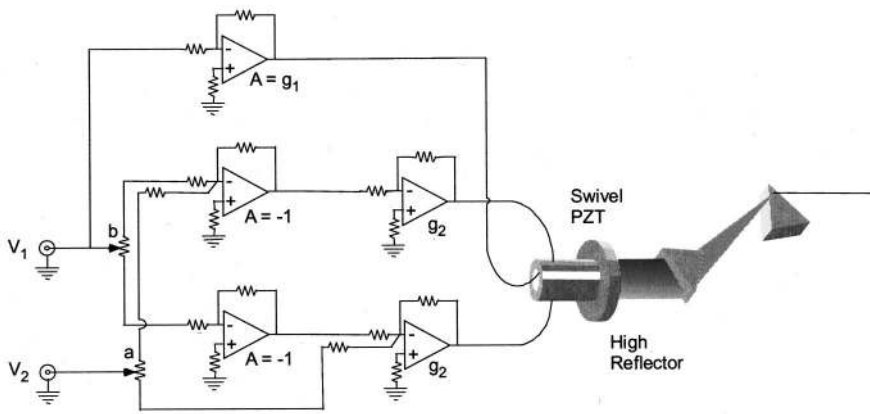 A = g1
b
A = -1
g2
V1
Swivel
PZT
a
A = -1
g2
V2
High
Reflector
- +
- +
- +
- +
- +